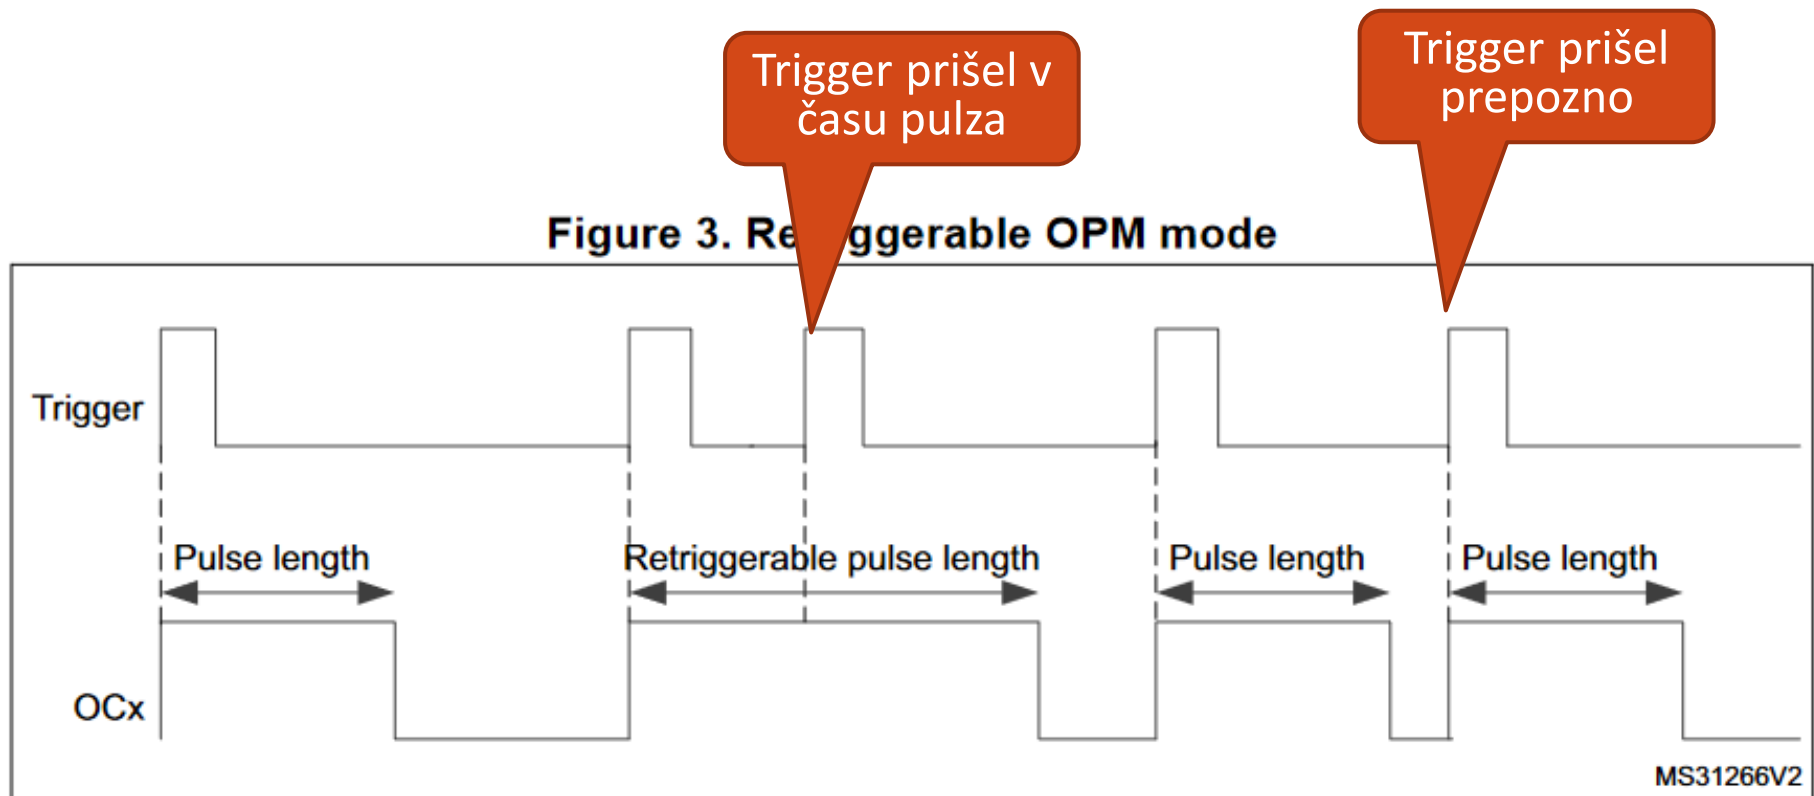 Trigger prišel v
času pulza
Trigger prišel
prepozno
Figure 3. Re ggerable OPM mode
Trigger
Pulse length
Retriggerable pulse length
Pulse length
Pulse length
OCx
MS31266V2